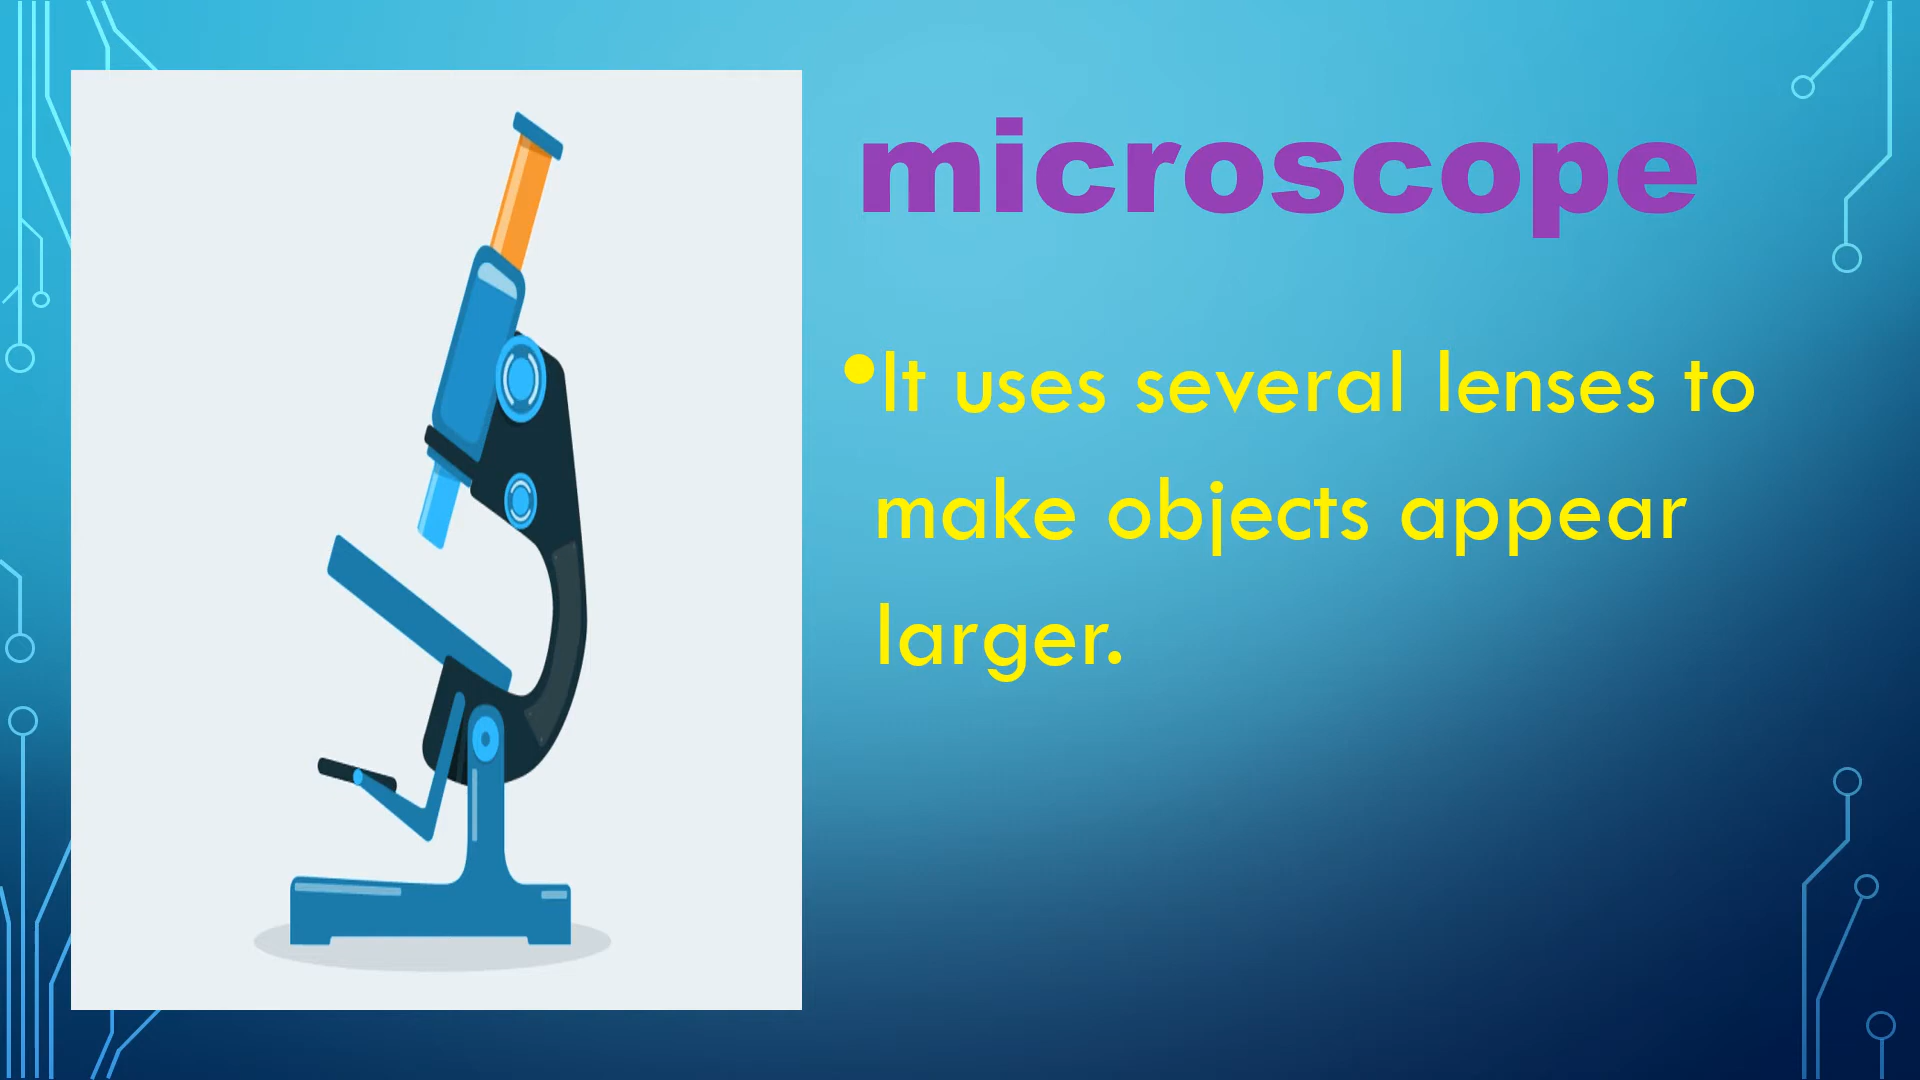 microscope
•It uses several lenses to
make objects appear
larger.